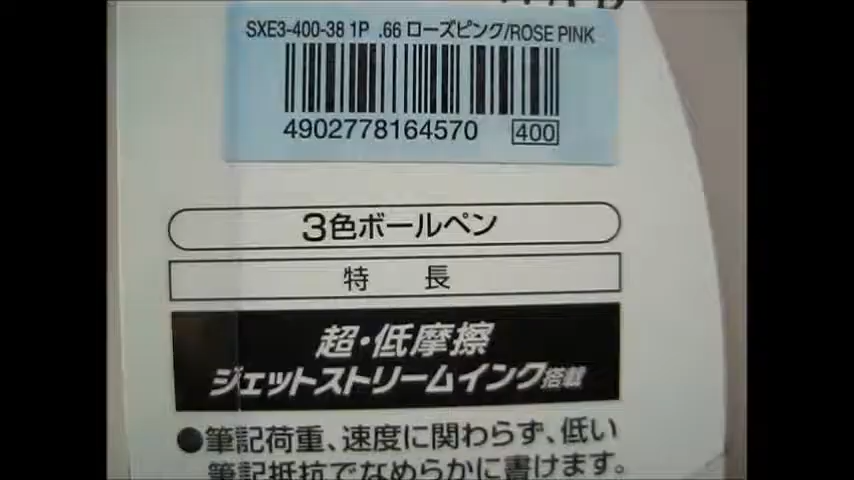 SXE3-400-38 1P .66 ローズピンク/ROSE PINK
4902778164570 400
3色ボールペン
特 長
超・低摩擦
ジェットストリームインク搭載
●筆記荷重、速度に関わらず、低い
筆記抵抗でなめらかに書けます。